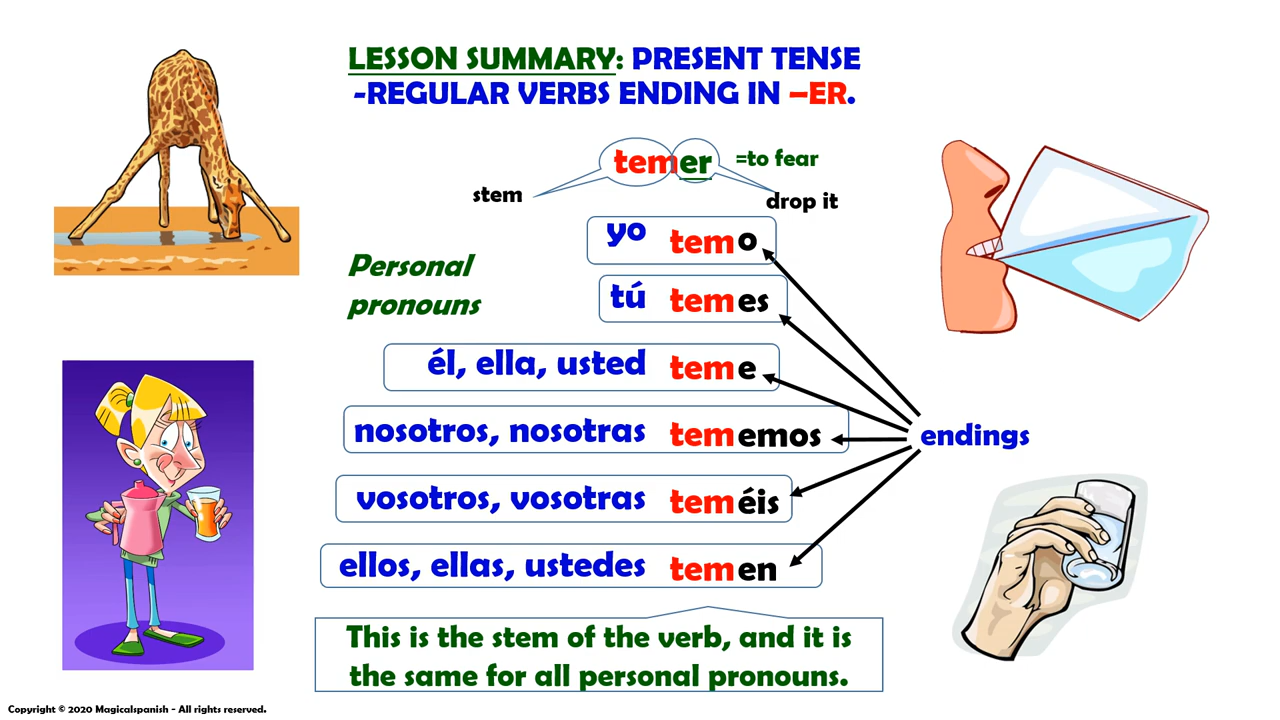 LESSON SUMMARY: PRESENT TENSE
-REGULAR VERBS ENDING IN –ER.
temer =to fear
stem
drop it
Personal
pronouns
yo temo
tú temes
él, ella, usted teme
nosotros, nosotras tememos
endings
vosotros, vosotras teméis
ellos, ellas, ustedes temen
This is the stem of the verb, and it is
the same for all personal pronouns.
Copyright © 2020 Magicalspanish - All rights reserved.